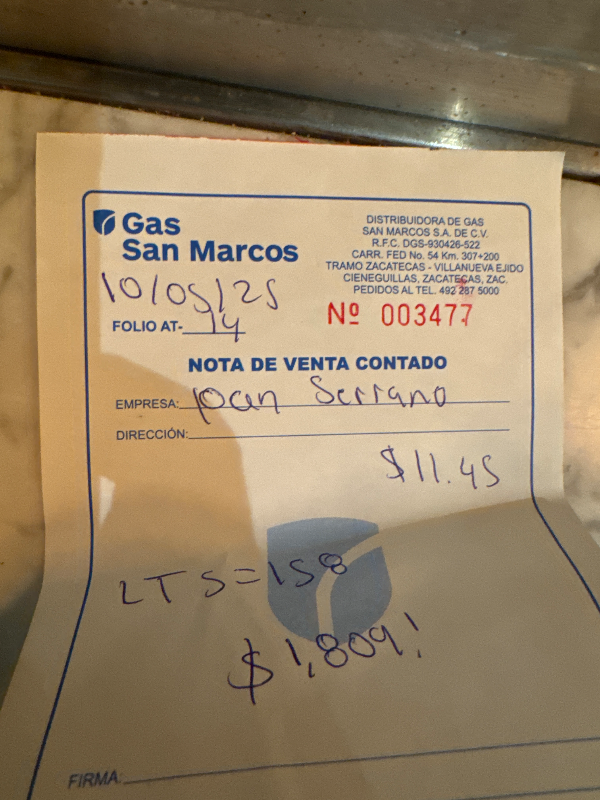 Gas
San Marcos
DISTRIBUIDORA DE GAS
SAN MARCOS S.A. DE C.V.
R.F.C. DGS-930426-522
CARR. FED No. 54 Km. 307+200
TRAMO ZACATECAS - VILLANUEVA EJIDO
CIENEGUILLAS, ZACATECAS, ZAC.
PEDIDOS AL TEL. 492 287 5000
10/05/25
FOLIO AT- 14
Nº 003477
NOTA DE VENTA CONTADO
EMPRESA: Joan Serrano
DIRECCIÓN:
$11.45
LTS=158
$1,809!
FIRMA: